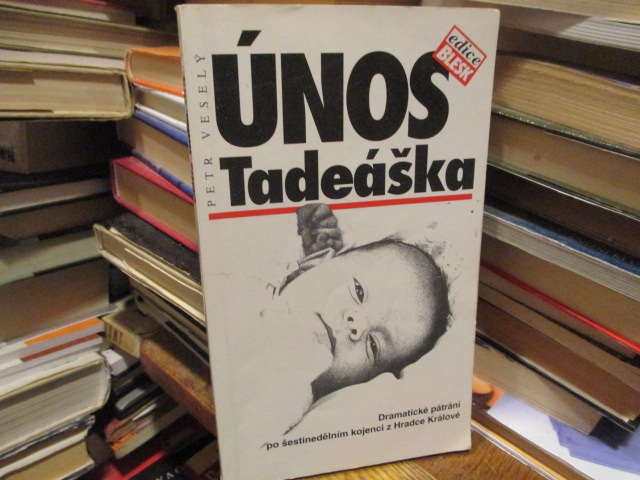 PETR VESELÝ
ÚNOS
edice
BLESK
Tadeáška
Dramatické pátrání
po šestinedělním kojenci z Hradce Králové